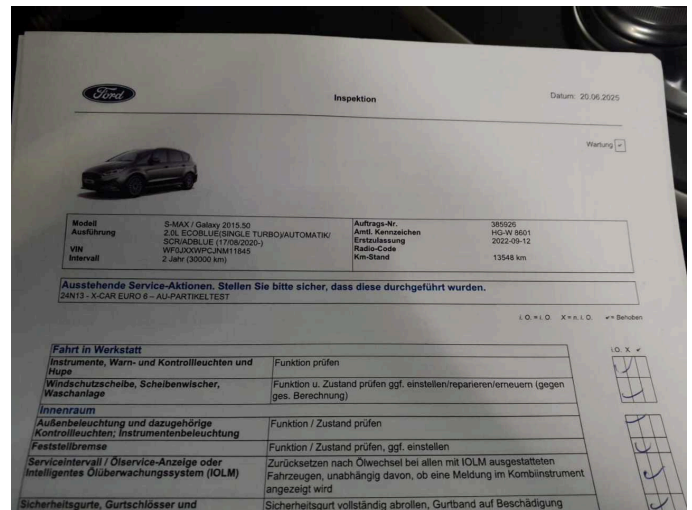 Ford
Inspektion
Datum: 20.06.2025
Wartung
Modell S-MAX / Galaxy 2015.50
Ausführung 2.0L ECOBLUE(SINGLE TURBO)/AUTOMATIK/
SCR/ADBLUE (17/08/2020-)
VIN WF0JXXWPCJNM11845
Intervall 2 Jahr (30000 km)
Auftrags-Nr. 385926
Amtl. Kennzeichen HG-W 8601
Erstzulassung 2022-09-12
Radio-Code
Km-Stand 13548 km
Ausstehende Service-Aktionen. Stellen Sie bitte sicher, dass diese durchgeführt wurden.
24N13 - X-CAR EURO 6 – AU-PARTIKELTEST
i. O. = i. O. X = n. i. O. ✔= Behoben
i.O. X ✔
Fahrt in Werkstatt
Instrumente, Warn- und Kontrollleuchten und
Hupe
Funktion prüfen
Windschutzscheibe, Scheibenwischer,
Waschanlage
Funktion u. Zustand prüfen ggf. einstellen/reparieren/erneuern (gegen
ges. Berechnung)
Innenraum
Außenbeleuchtung und dazugehörige
Kontrollleuchten; Instrumentenbeleuchtung
Funktion / Zustand prüfen
Feststellbremse
Funktion / Zustand prüfen, ggf. einstellen
Serviceintervall / Ölservice-Anzeige oder
Intelligentes Ölüberwachungssystem (IOLM)
Zurücksetzen nach Ölwechsel bei allen mit IOLM ausgestatteten
Fahrzeugen, unabhängig davon, ob eine Meldung im Kombiinstrument
angezeigt wird
Sicherheitsgurte, Gurtschlösser und
Sicherheitsgurt vollständig abrollen, Gurtband auf Beschädigung